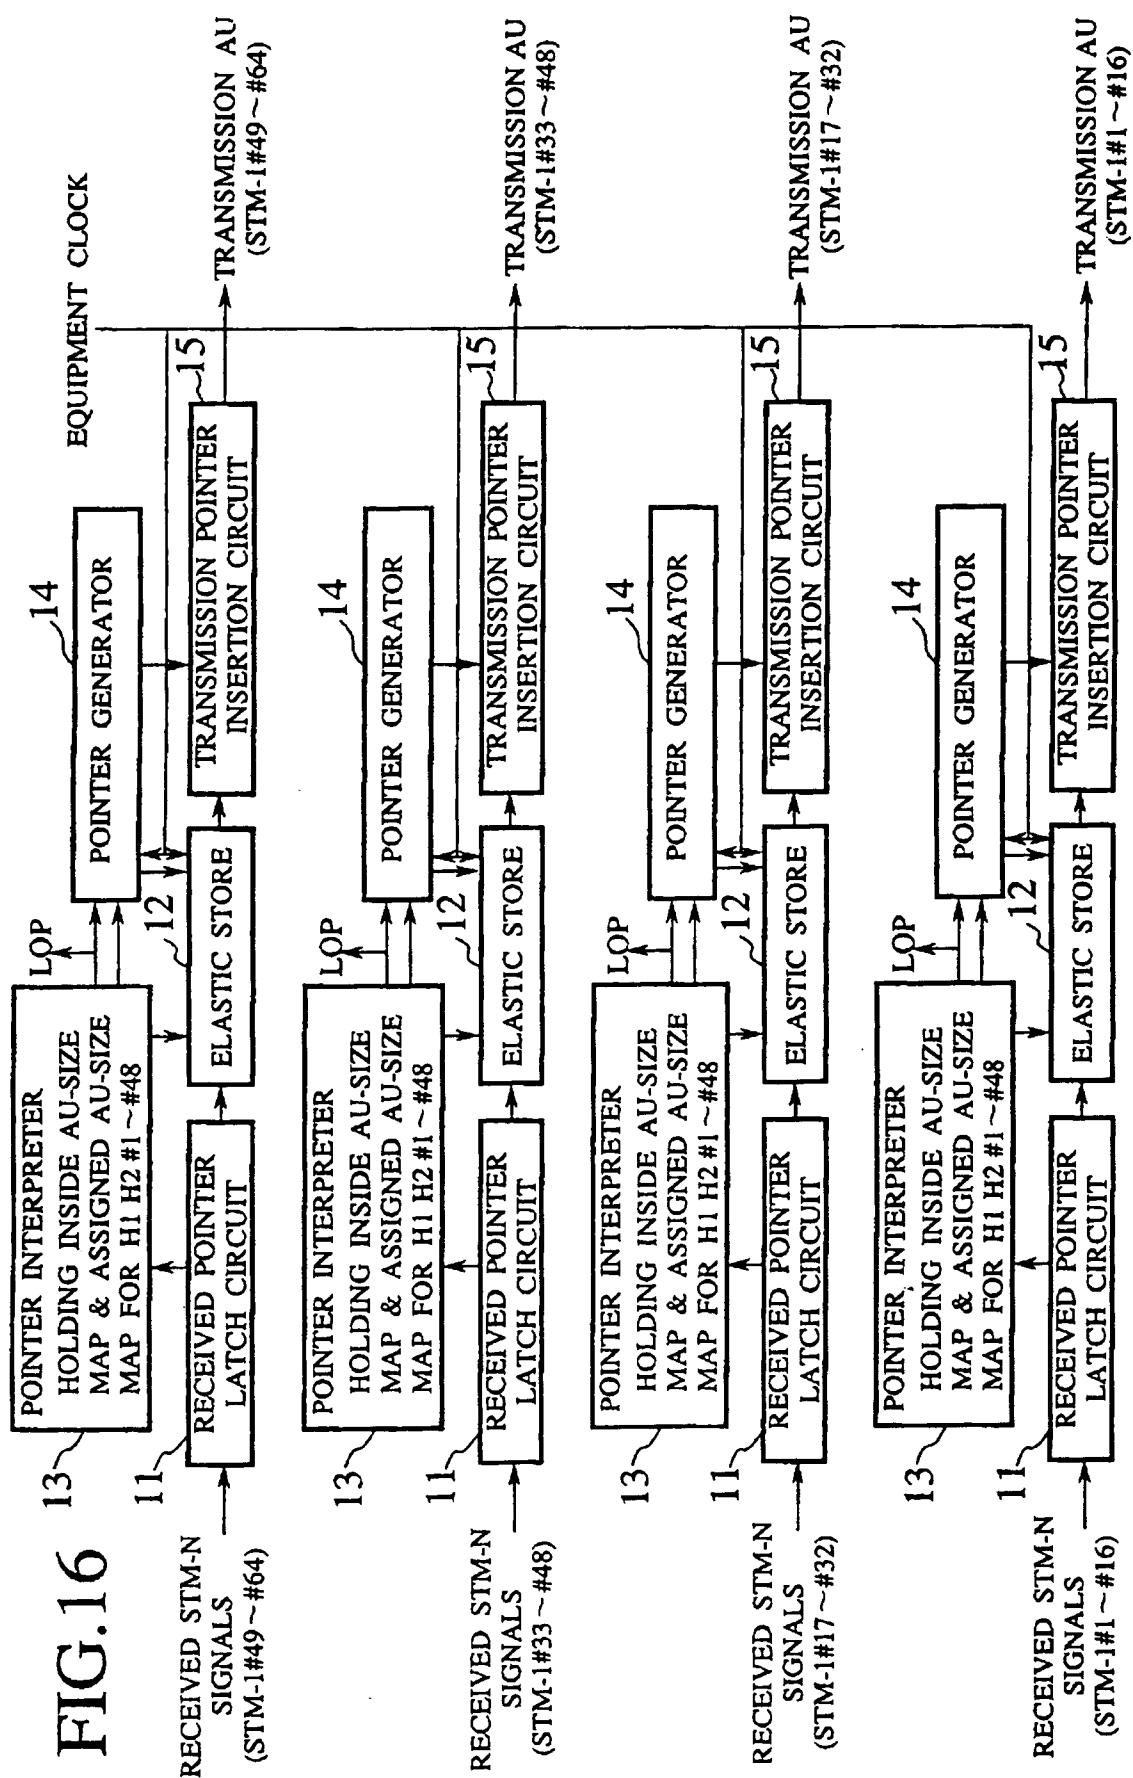 FIG.16
EQUIPMENT CLOCK
13
POINTER INTERPRETER
HOLDING INSIDE AU-SIZE
MAP & ASSIGNED AU-SIZE
MAP FOR H1 H2 #1~#48
LOP
14
POINTER GENERATOR
RECEIVED STM-N
SIGNALS
(STM-1#49~#64)
11
RECEIVED POINTER
LATCH CIRCUIT
12
ELASTIC STORE
15
TRANSMISSION POINTER
INSERTION CIRCUIT
TRANSMISSION AU
(STM-1#49~#64)
13
POINTER INTERPRETER
HOLDING INSIDE AU-SIZE
MAP & ASSIGNED AU-SIZE
MAP FOR H1 H2 #1~#48
LOP
14
POINTER GENERATOR
RECEIVED STM-N
SIGNALS
(STM-1#33~#48)
11
RECEIVED POINTER
LATCH CIRCUIT
12
ELASTIC STORE
15
TRANSMISSION POINTER
INSERTION CIRCUIT
TRANSMISSION AU
(STM-1#33~#48)
13
POINTER INTERPRETER
HOLDING INSIDE AU-SIZE
MAP & ASSIGNED AU-SIZE
MAP FOR H1 H2 #1~#48
LOP
14
POINTER GENERATOR
RECEIVED STM-N
SIGNALS
(STM-1#17~#32)
11
RECEIVED POINTER
LATCH CIRCUIT
12
ELASTIC STORE
15
TRANSMISSION POINTER
INSERTION CIRCUIT
TRANSMISSION AU
(STM-1#17~#32)
13
POINTER INTERPRETER
HOLDING INSIDE AU-SIZE
MAP & ASSIGNED AU-SIZE
MAP FOR H1 H2 #1~#48
LOP
14
POINTER GENERATOR
RECEIVED STM-N
SIGNALS
(STM-1#1~#16)
11
RECEIVED POINTER
LATCH CIRCUIT
12
ELASTIC STORE
15
TRANSMISSION POINTER
INSERTION CIRCUIT
TRANSMISSION AU
(STM-1#1~#16)